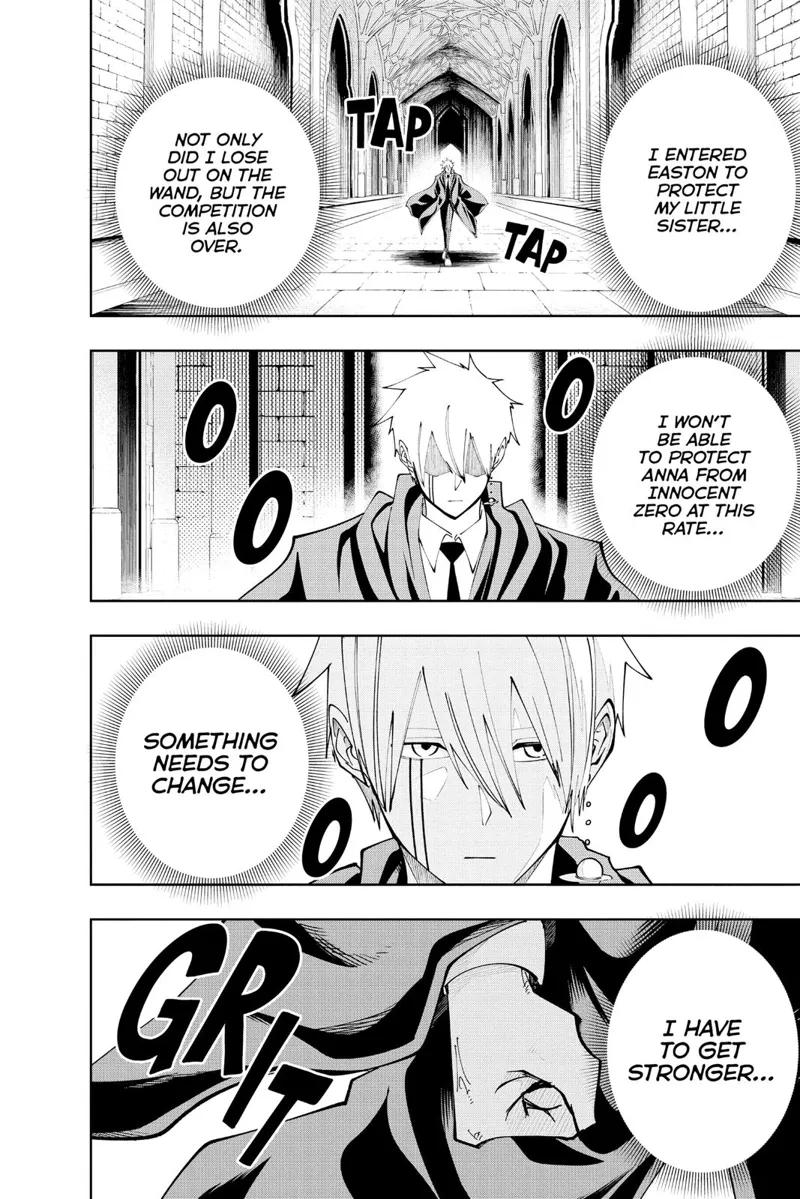 I ENTERED
EASTON TO
PROTECT
MY LITTLE
SISTER...
TAP
TAP
NOT ONLY
DID I LOSE
OUT ON THE
WAND, BUT THE
COMPETITION
IS ALSO
OVER.
I WON'T
BE ABLE
TO PROTECT
ANNA FROM
INNOCENT
ZERO AT THIS
RATE...
O
O
O
O
SOMETHING
NEEDS TO
CHANGE...
O
O
O
O
I HAVE
TO GET
STRONGER...
GRIT